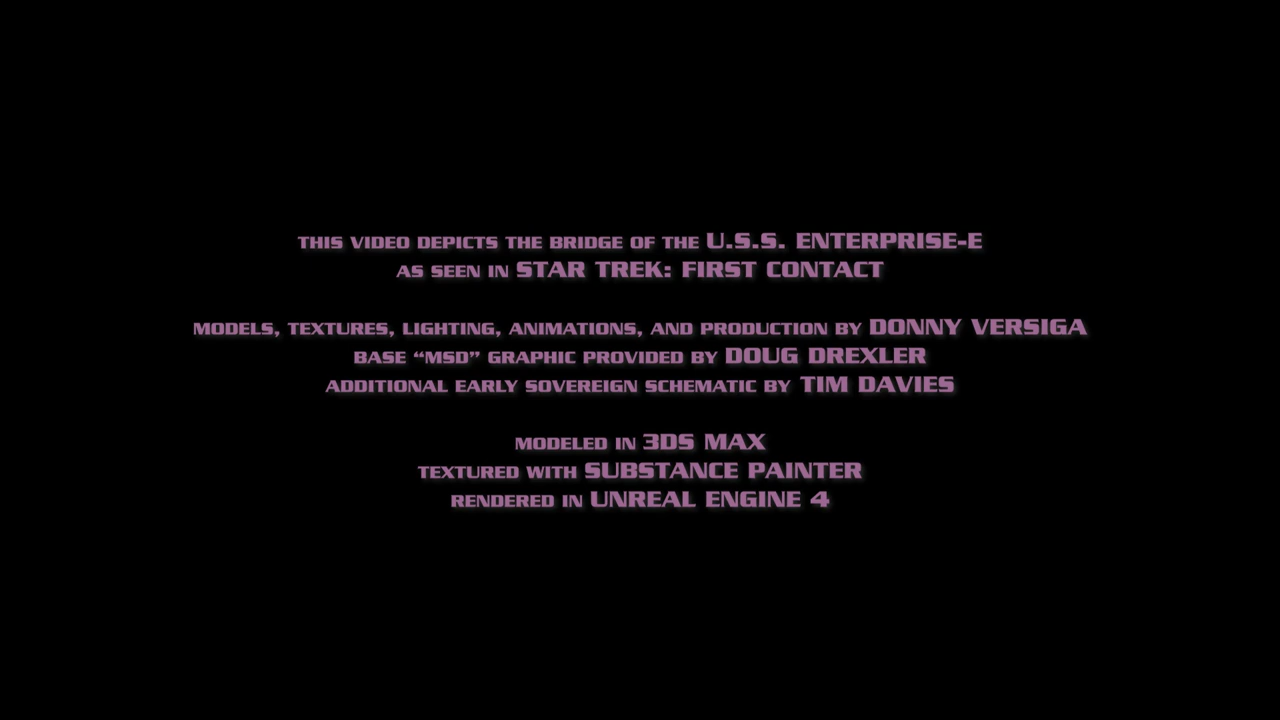 THIS VIDEO DEPICTS THE BRIDGE OF THE U.S.S. ENTERPRISE-E
AS SEEN IN STAR TREK: FIRST CONTACT
MODELS, TEXTURES, LIGHTING, ANIMATIONS, AND PRODUCTION BY DONNY VERSIGA
BASE “MSD” GRAPHIC PROVIDED BY DOUG DREXLER
ADDITIONAL EARLY SOVEREIGN SCHEMATIC BY TIM DAVIES
MODELED IN 3DS MAX
TEXTURED WITH SUBSTANCE PAINTER
RENDERED IN UNREAL ENGINE 4